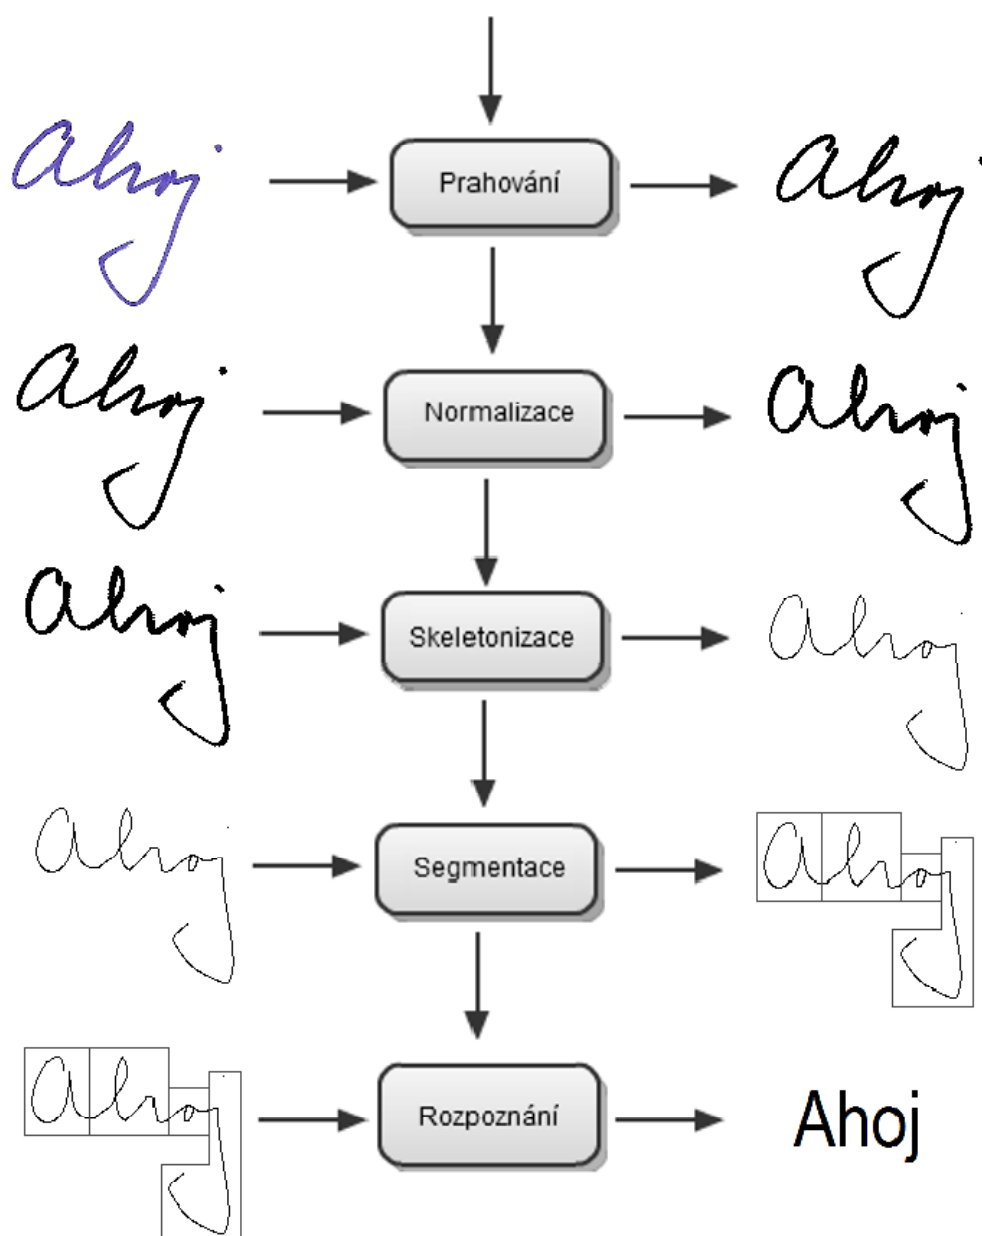 Ahoj Prahování Ahoj
Ahoj Normalizace Ahoj
Ahoj Skeletonizace Ahoj
Ahoj Segmentace Ahoj
Ahoj Rozpoznání Ahoj